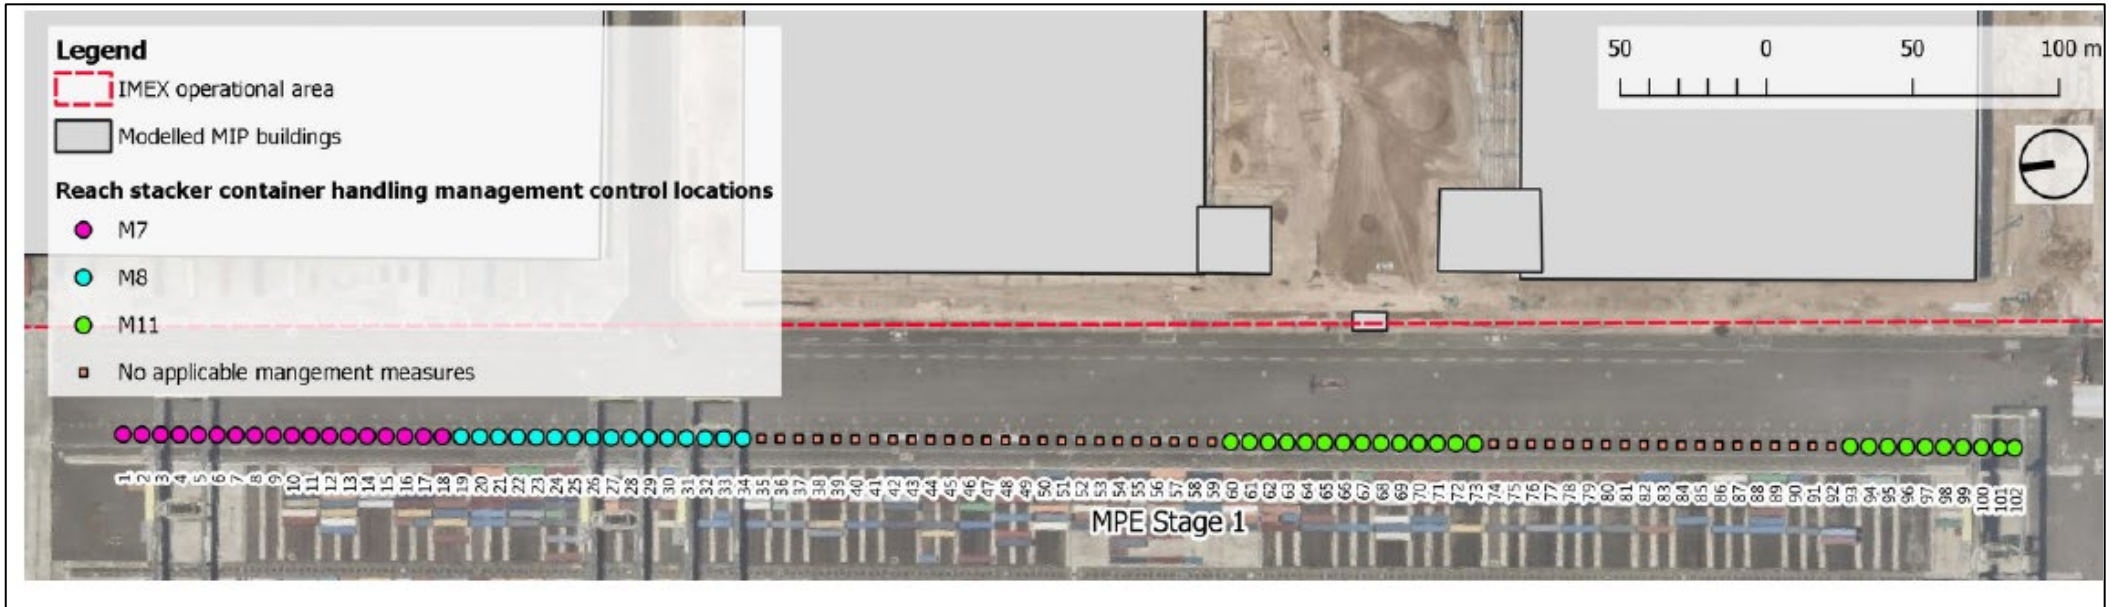 Legend
IMEX operational area
Modelled MIP buildings
Reach stacker container handling management control locations
M7
M8
M11
No applicable mangement measures
50 0 50 100 m
1 2 3 4 5 6 7 8 9 10 11 12 13 14 15 16 17 18 19 20 21 22 23 24 25 26 27 28 29 30 31 32 33 34 35 36 37 38 39 40 41 42 43 44 45 46 47 48 49 50 51 52 53 54 55 56 57 58 59 60 61 62 63 64 65 66 67 68 69 70 71 72 73 74 75 76 77 78 79 80 81 82 83 84 85 86 87 88 89 90 91 92 93 94 95 96 97 98 99 100 101 102
MPE Stage 1